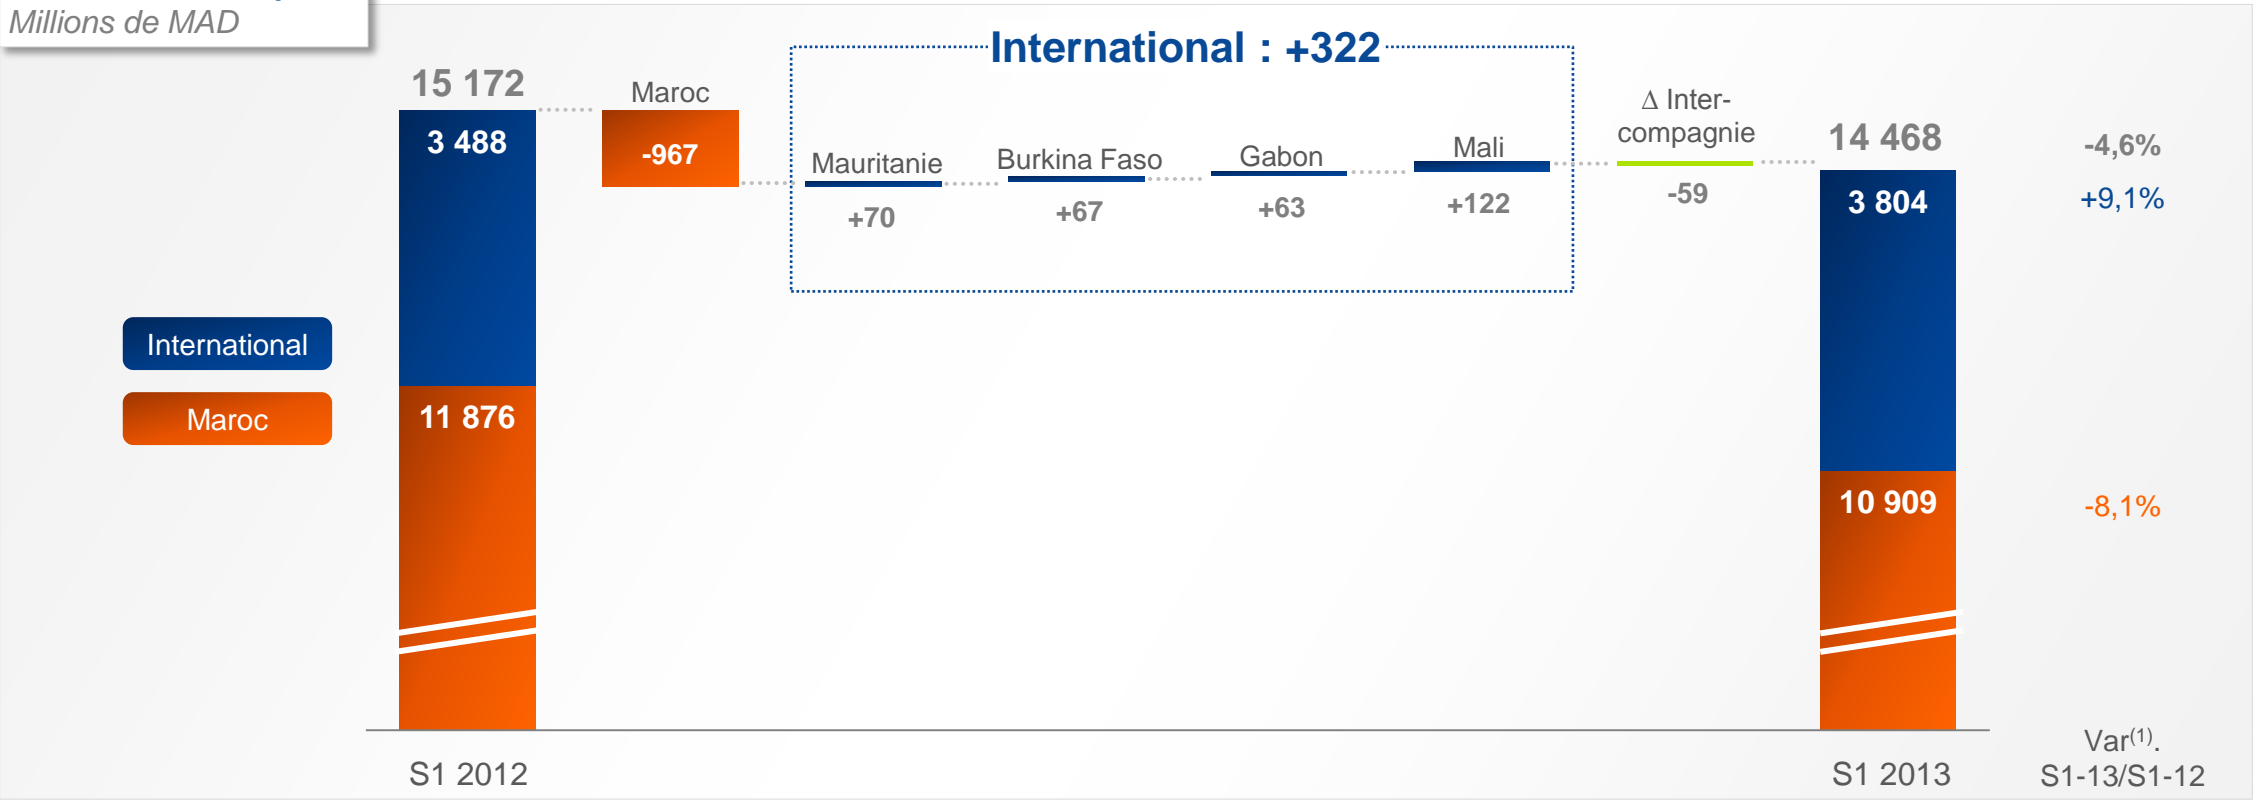 Millions de MAD
International : +322
15 172
Maroc
Δ Inter-
compagnie
14 468
-4,6%
3 488
-967
Mauritanie
Burkina Faso
Gabon
Mali
3 804
+9,1%
+70
+67
+63
+122
-59
International
Maroc
11 876
10 909
-8,1%
S1 2012
S1 2013
Var(1).
S1-13/S1-12